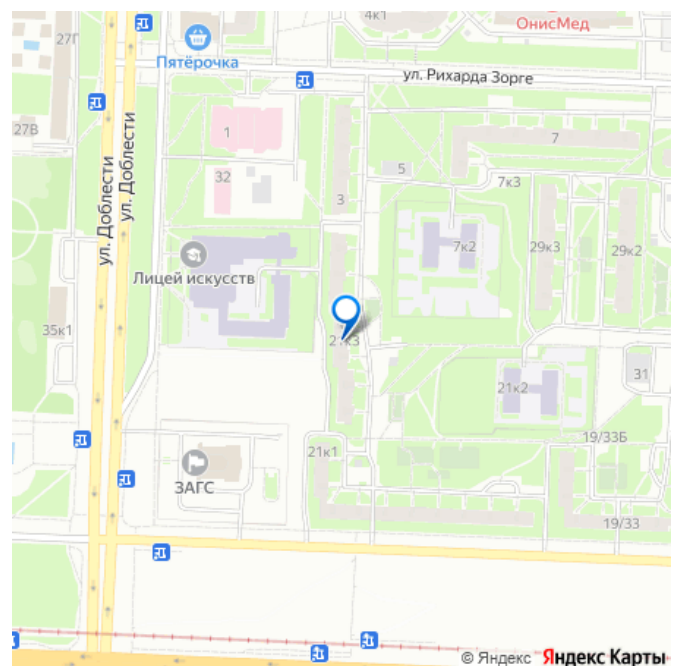 4к1
ОнисМед
27Г
Пятёрочка
ул. Рихарда Зорге
ул. Доблести
ул. Доблести
27В
1
7
5
32
3
7к3
7к2
29к3
29к2
Лицей искусств
35к1
21к3
31
21к2
19/33Б
21к1
ЗАГС
19/33
© Яндекс Яндекс Карты